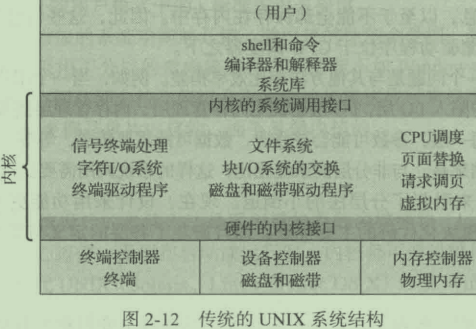 (用户)
shell和命令
编译器和解释器
系统库
内核的系统调用接口
内核
信号终端处理
字符I/O系统
终端驱动程序
文件系统
块I/O系统的交换
磁盘和磁带驱动程序
CPU调度
页面替换
请求调页
虚拟内存
硬件的内核接口
终端控制器
终端
设备控制器
磁盘和磁带
内存控制器
物理内存
图 2-12 传统的 UNIX 系统结构